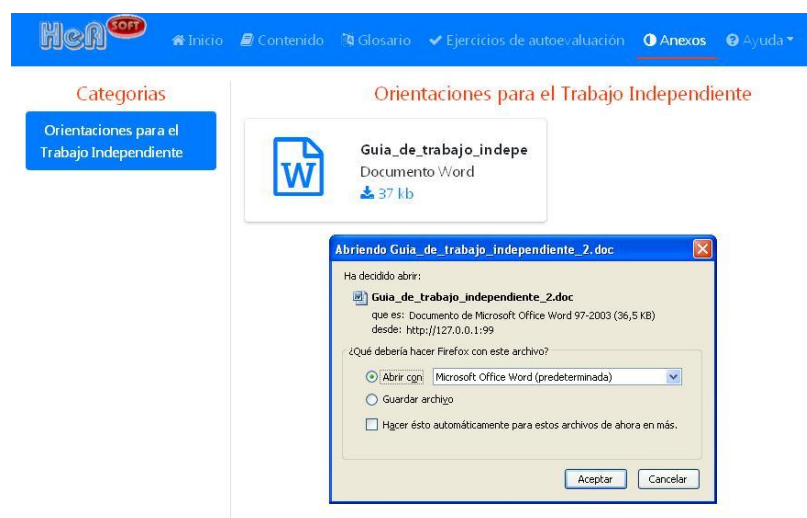 HeRSOFT
Inicio Contenido Glosario Ejercicios de autoevaluación Anexos Ayuda
Categorias
Orientaciones para el Trabajo Independiente
Orientaciones para el
Trabajo Independiente
Guia_de_trabajo_indepe
Documento Word
37 kb
W
Abriendo Guia_de_trabajo_independiente_2.doc
Ha decidido abrir:
Guia_de_trabajo_independiente_2.doc
que es: Documento de Microsoft Office Word 97-2003 (36,5 KB)
desde: http://127.0.0.1:99
¿Qué debería hacer Firefox con este archivo?
Abrir con Microsoft Office Word (predeterminada)
Guardar archivo
Hacer ésto automáticamente para estos archivos de ahora en más.
Aceptar Cancelar